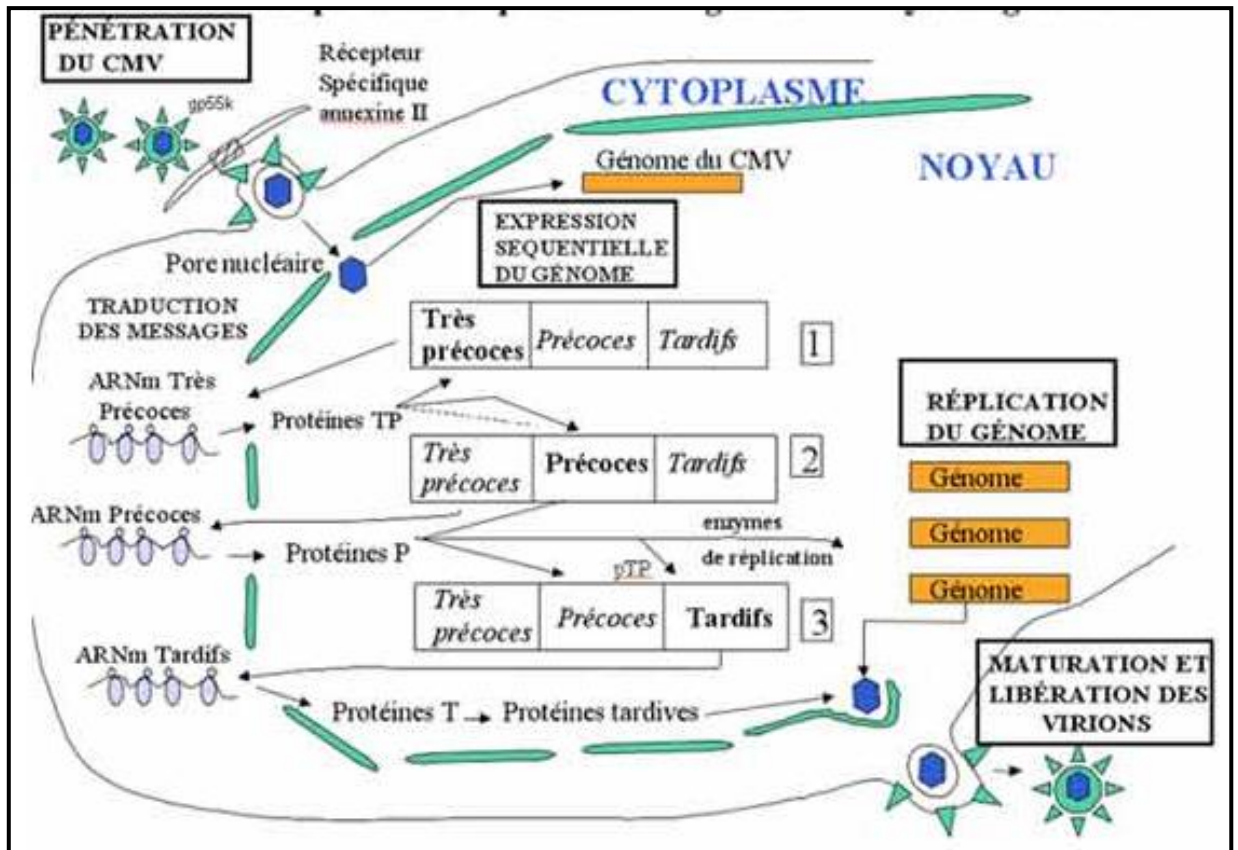 PÉNÉTRATION
DU CMV
gp55k
Récepteur
Spécifique
annexine II
CYTOPLASME
NOYAU
Génome du CMV
EXPRESSION
SEQUENTIELLE
DU GÉNOME
Pore nucléaire
TRADUCTION
DES MESSAGES
Très
précoces
Précoces
Tardifs
1
ARNm Très
Précoces
Protéines TP
Très
précoces
Précoces
Tardifs
2
RÉPLICATION
DU GÉNOME
Génome
Génome
Génome
ARNm Précoces
Protéines P
enzymes
de réplication
pTP
Très
précoces
Précoces
Tardifs
3
ARNm Tardifs
Protéines T
Protéines tardives
MATURATION ET
LIBÉRATION DES
VIRIONS